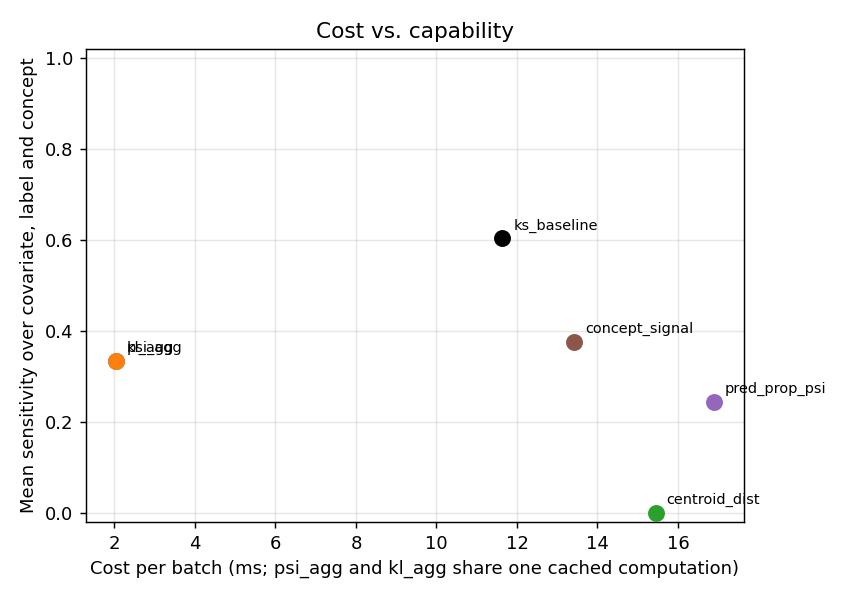 Cost vs. capability
Mean sensitivity over covariate, label and concept
1.0
0.8
0.6
0.4
0.2
0.0
ks_baseline
concept_signal
pred_prop_psi
centroid_dist
2
4
6
8
10
12
14
16
Cost per batch (ms; psi_agg and kl_agg share one cached computation)